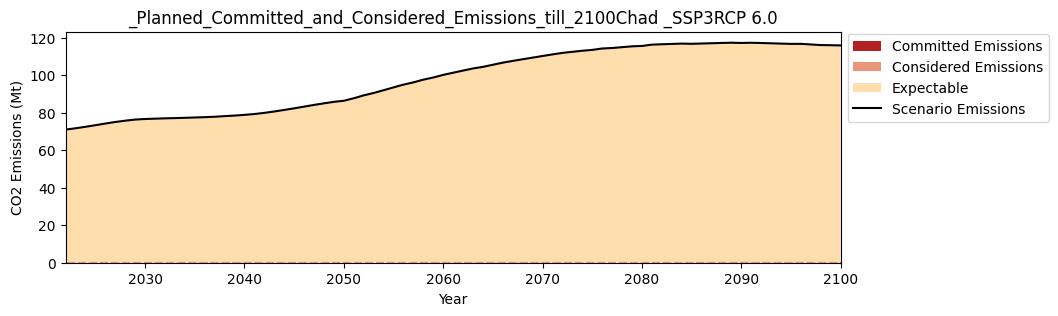 _Planned_Committed_and_Considered_Emissions_till_2100Chad _SSP3RCP 6.0
120
100
80
60
40
20
0
CO2 Emissions (Mt)
2030 2040 2050 2060 2070 2080 2090 2100
Year
Committed Emissions
Considered Emissions
Expectable
Scenario Emissions